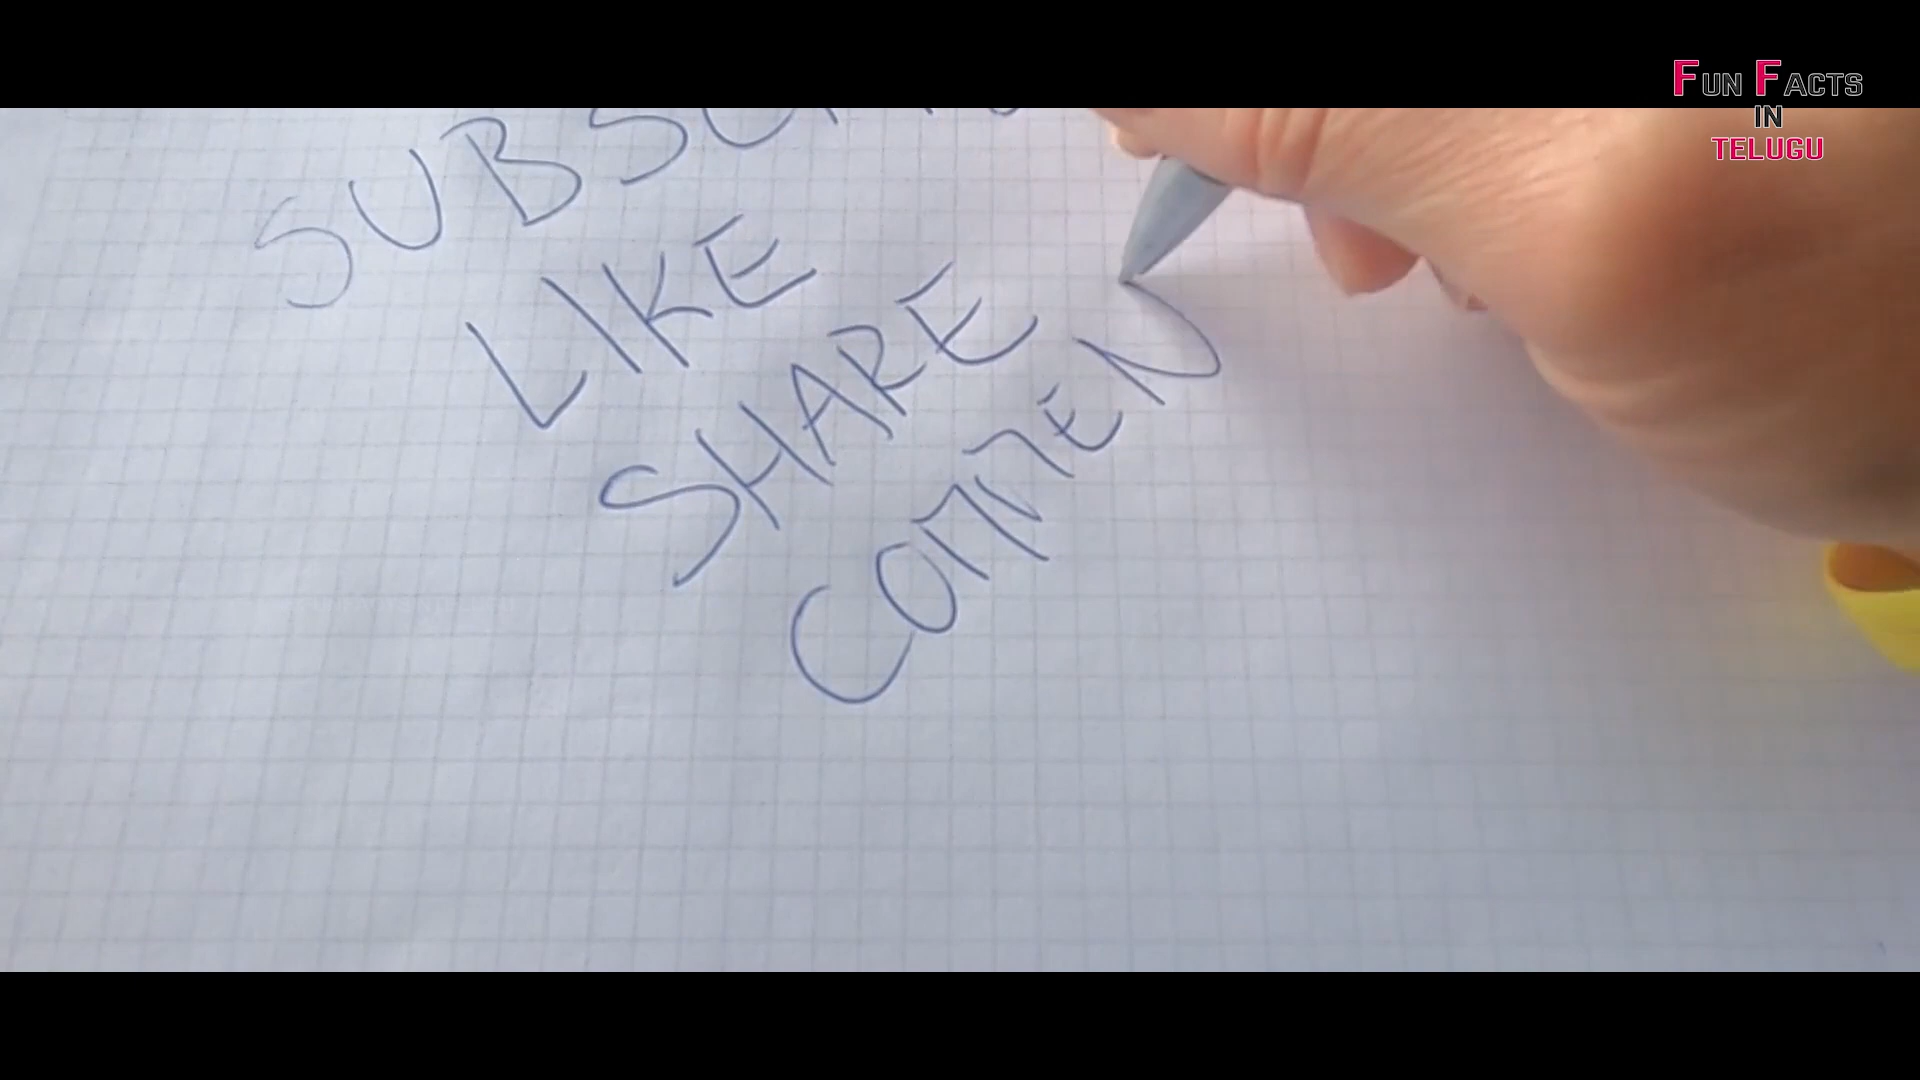 FUN FACTS
IN
TELUGU
LIKE
SHARE
COMMEN